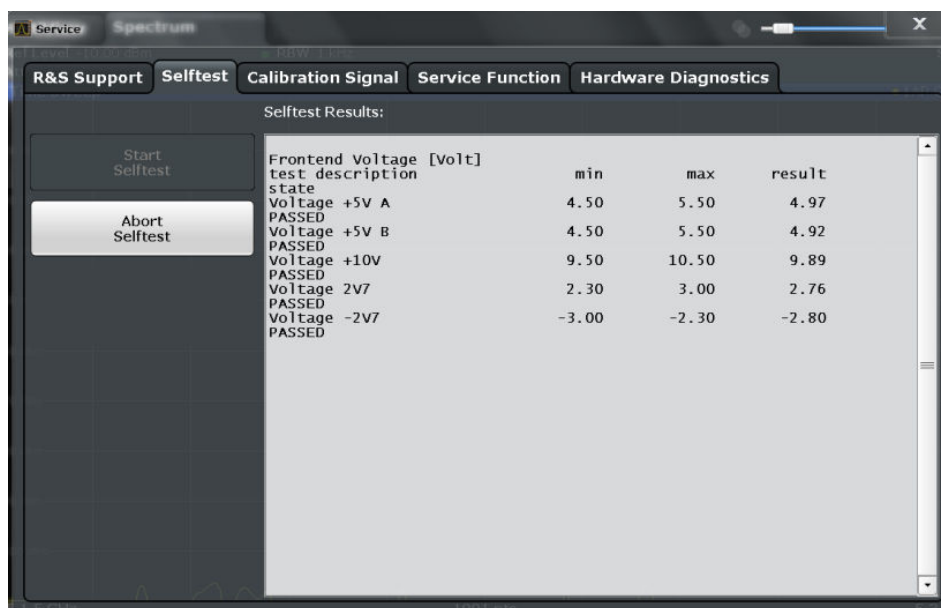 Service Spectrum
R&S Support Selftest Calibration Signal Service Function Hardware Diagnostics
Selftest Results:
Start
Selftest
Abort
Selftest
Frontend Voltage [Volt]
test description min max result
state
Voltage +5V A 4.50 5.50 4.97
PASSED
Voltage +5V B 4.50 5.50 4.92
PASSED
Voltage +10V 9.50 10.50 9.89
PASSED
Voltage 2V7 2.30 3.00 2.76
PASSED
Voltage -2V7 -3.00 -2.30 -2.80
PASSED